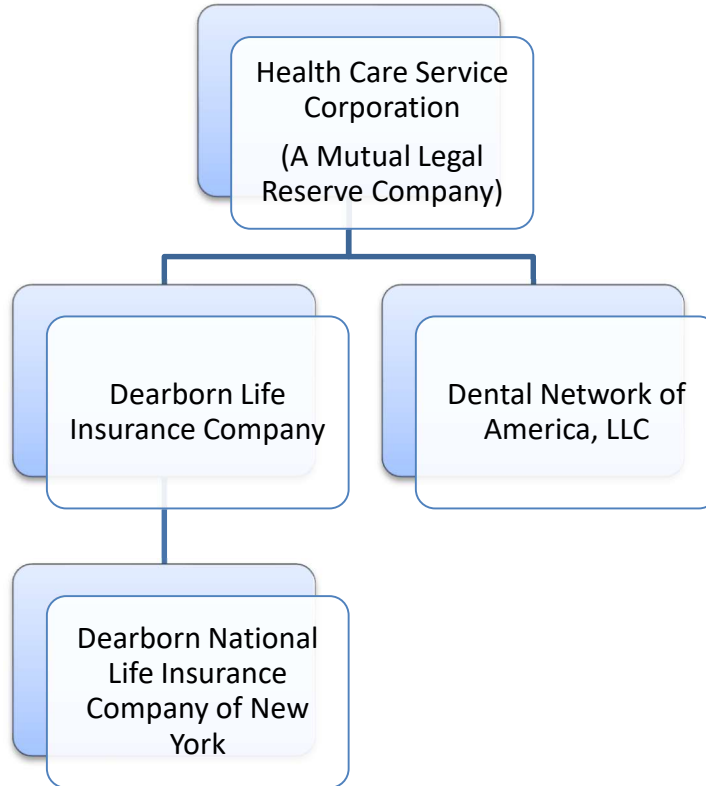 Health Care Service
Corporation
(A Mutual Legal
Reserve Company)
Dearborn Life
Insurance Company
Dental Network of
America, LLC
Dearborn National
Life Insurance
Company of New
York